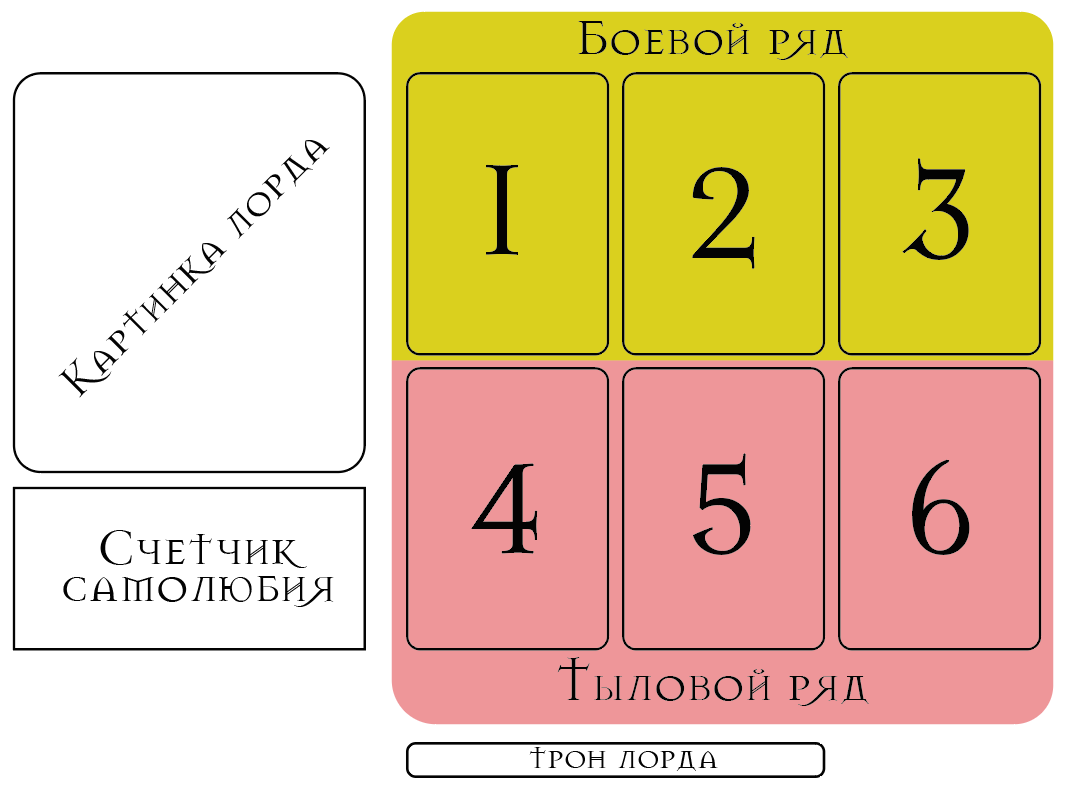 Боевой ряд
Картинка лорда
1 2 3
4 5 6
Счетчик
самолюбия
Тыловой ряд
трон лорда